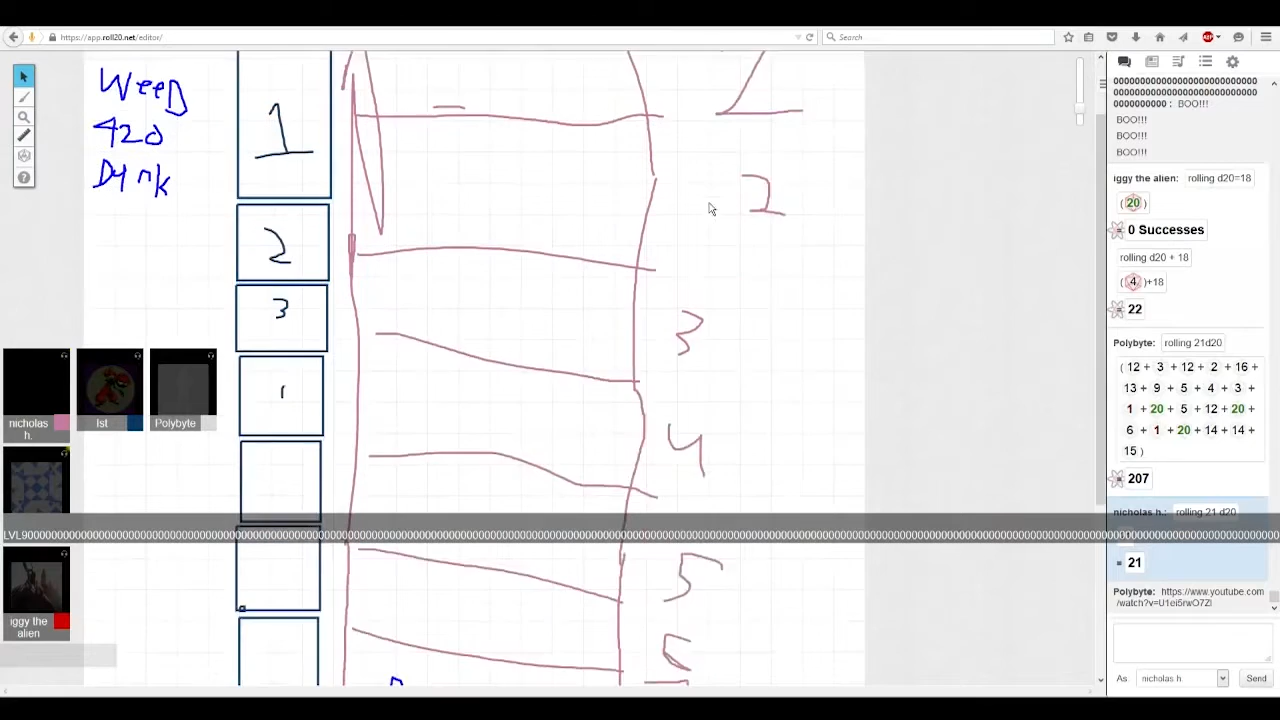 https://app.roll20.net/editor/
Search
WeeD
420
Dynk
1
2
3
1
2
3
4
5
nicholas
h.
Ist
Polybyte
iggy the
alien
0000000000 : BOO!!!
BOO!!!
BOO!!!
BOO!!!
iggy the alien: rolling d20=18
(20)
= 0 Successes
rolling d20 + 18
(4)+18
= 22
Polybyte: rolling 21d20
( 12 + 3 + 12 + 2 + 16 +
13 + 9 + 5 + 4 + 3 +
1 + 20 + 5 + 12 + 20 +
6 + 1 + 20 + 14 + 14 +
15 )
= 207
nicholas h.: rolling 21 d20
= 21
Polybyte: https://www.youtube.com
/watch?v=U1ei5rwO7ZI
As: nicholas h.
Send